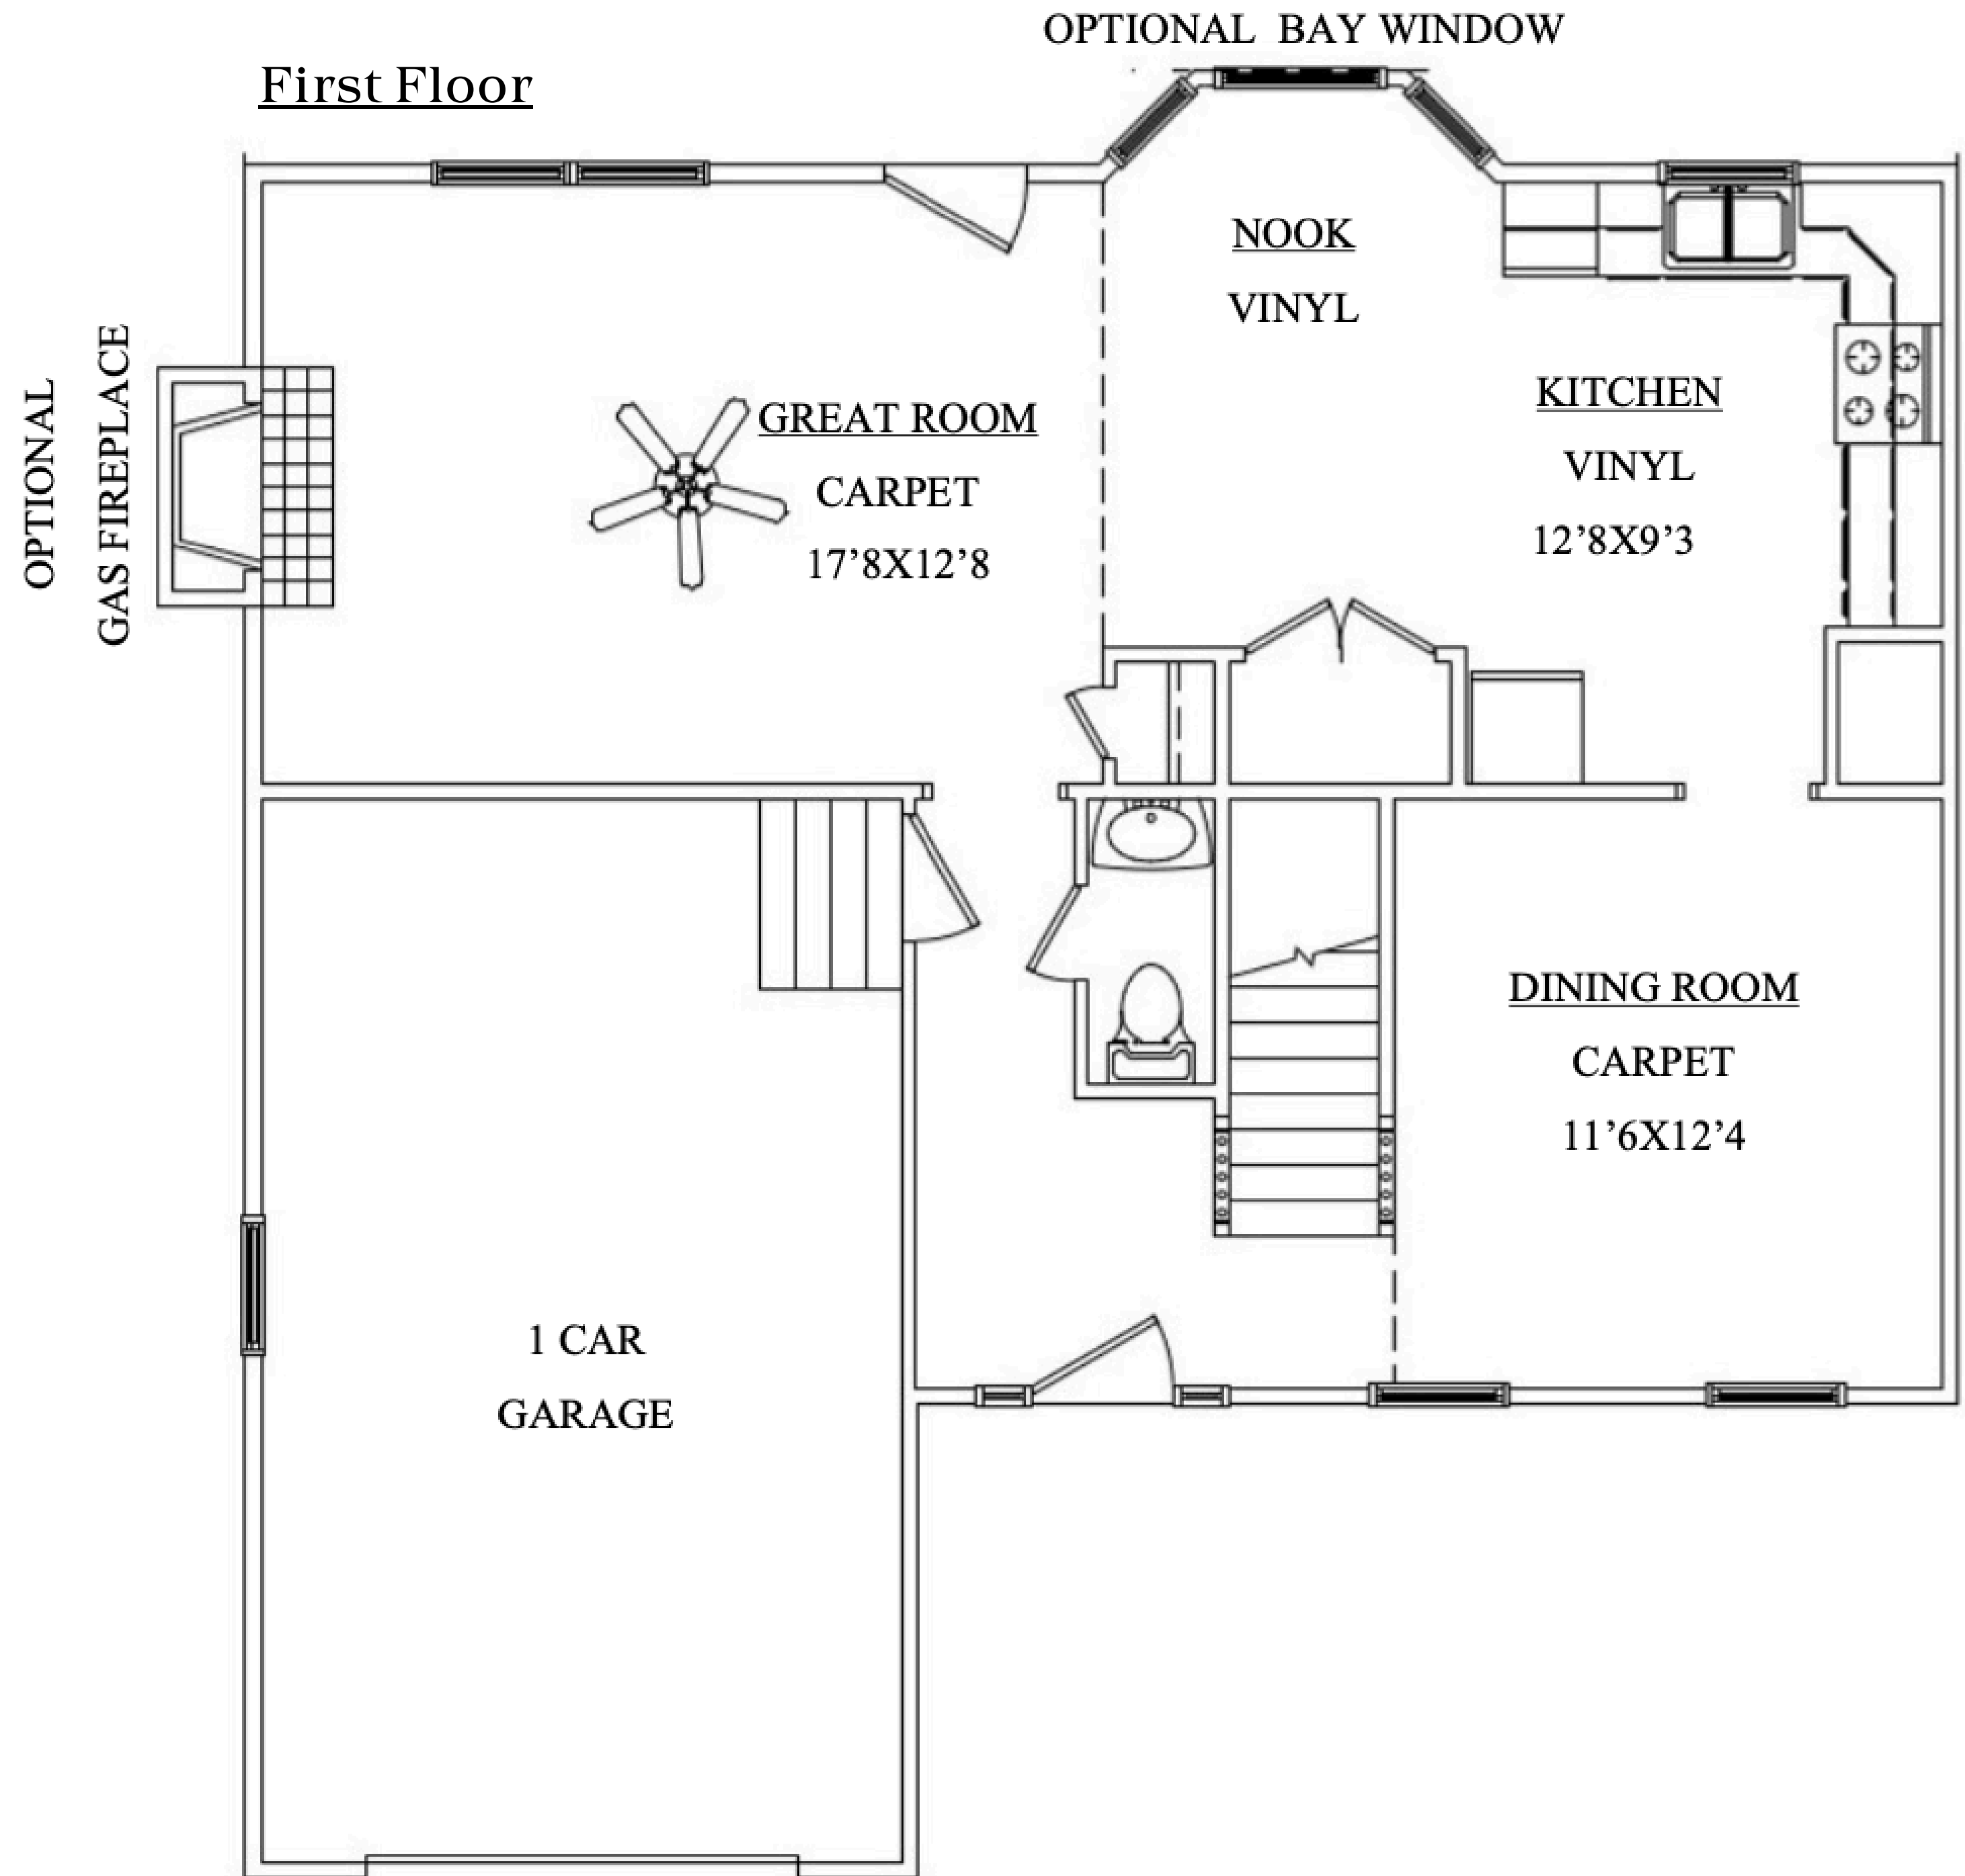 OPTIONAL BAY WINDOW
First Floor
NOOK
VINYL
OPTIONAL
GAS FIREPLACE
GREAT ROOM
CARPET
17’8X12’8
KITCHEN
VINYL
12’8X9’3
DINING ROOM
CARPET
11’6X12’4
1 CAR
GARAGE